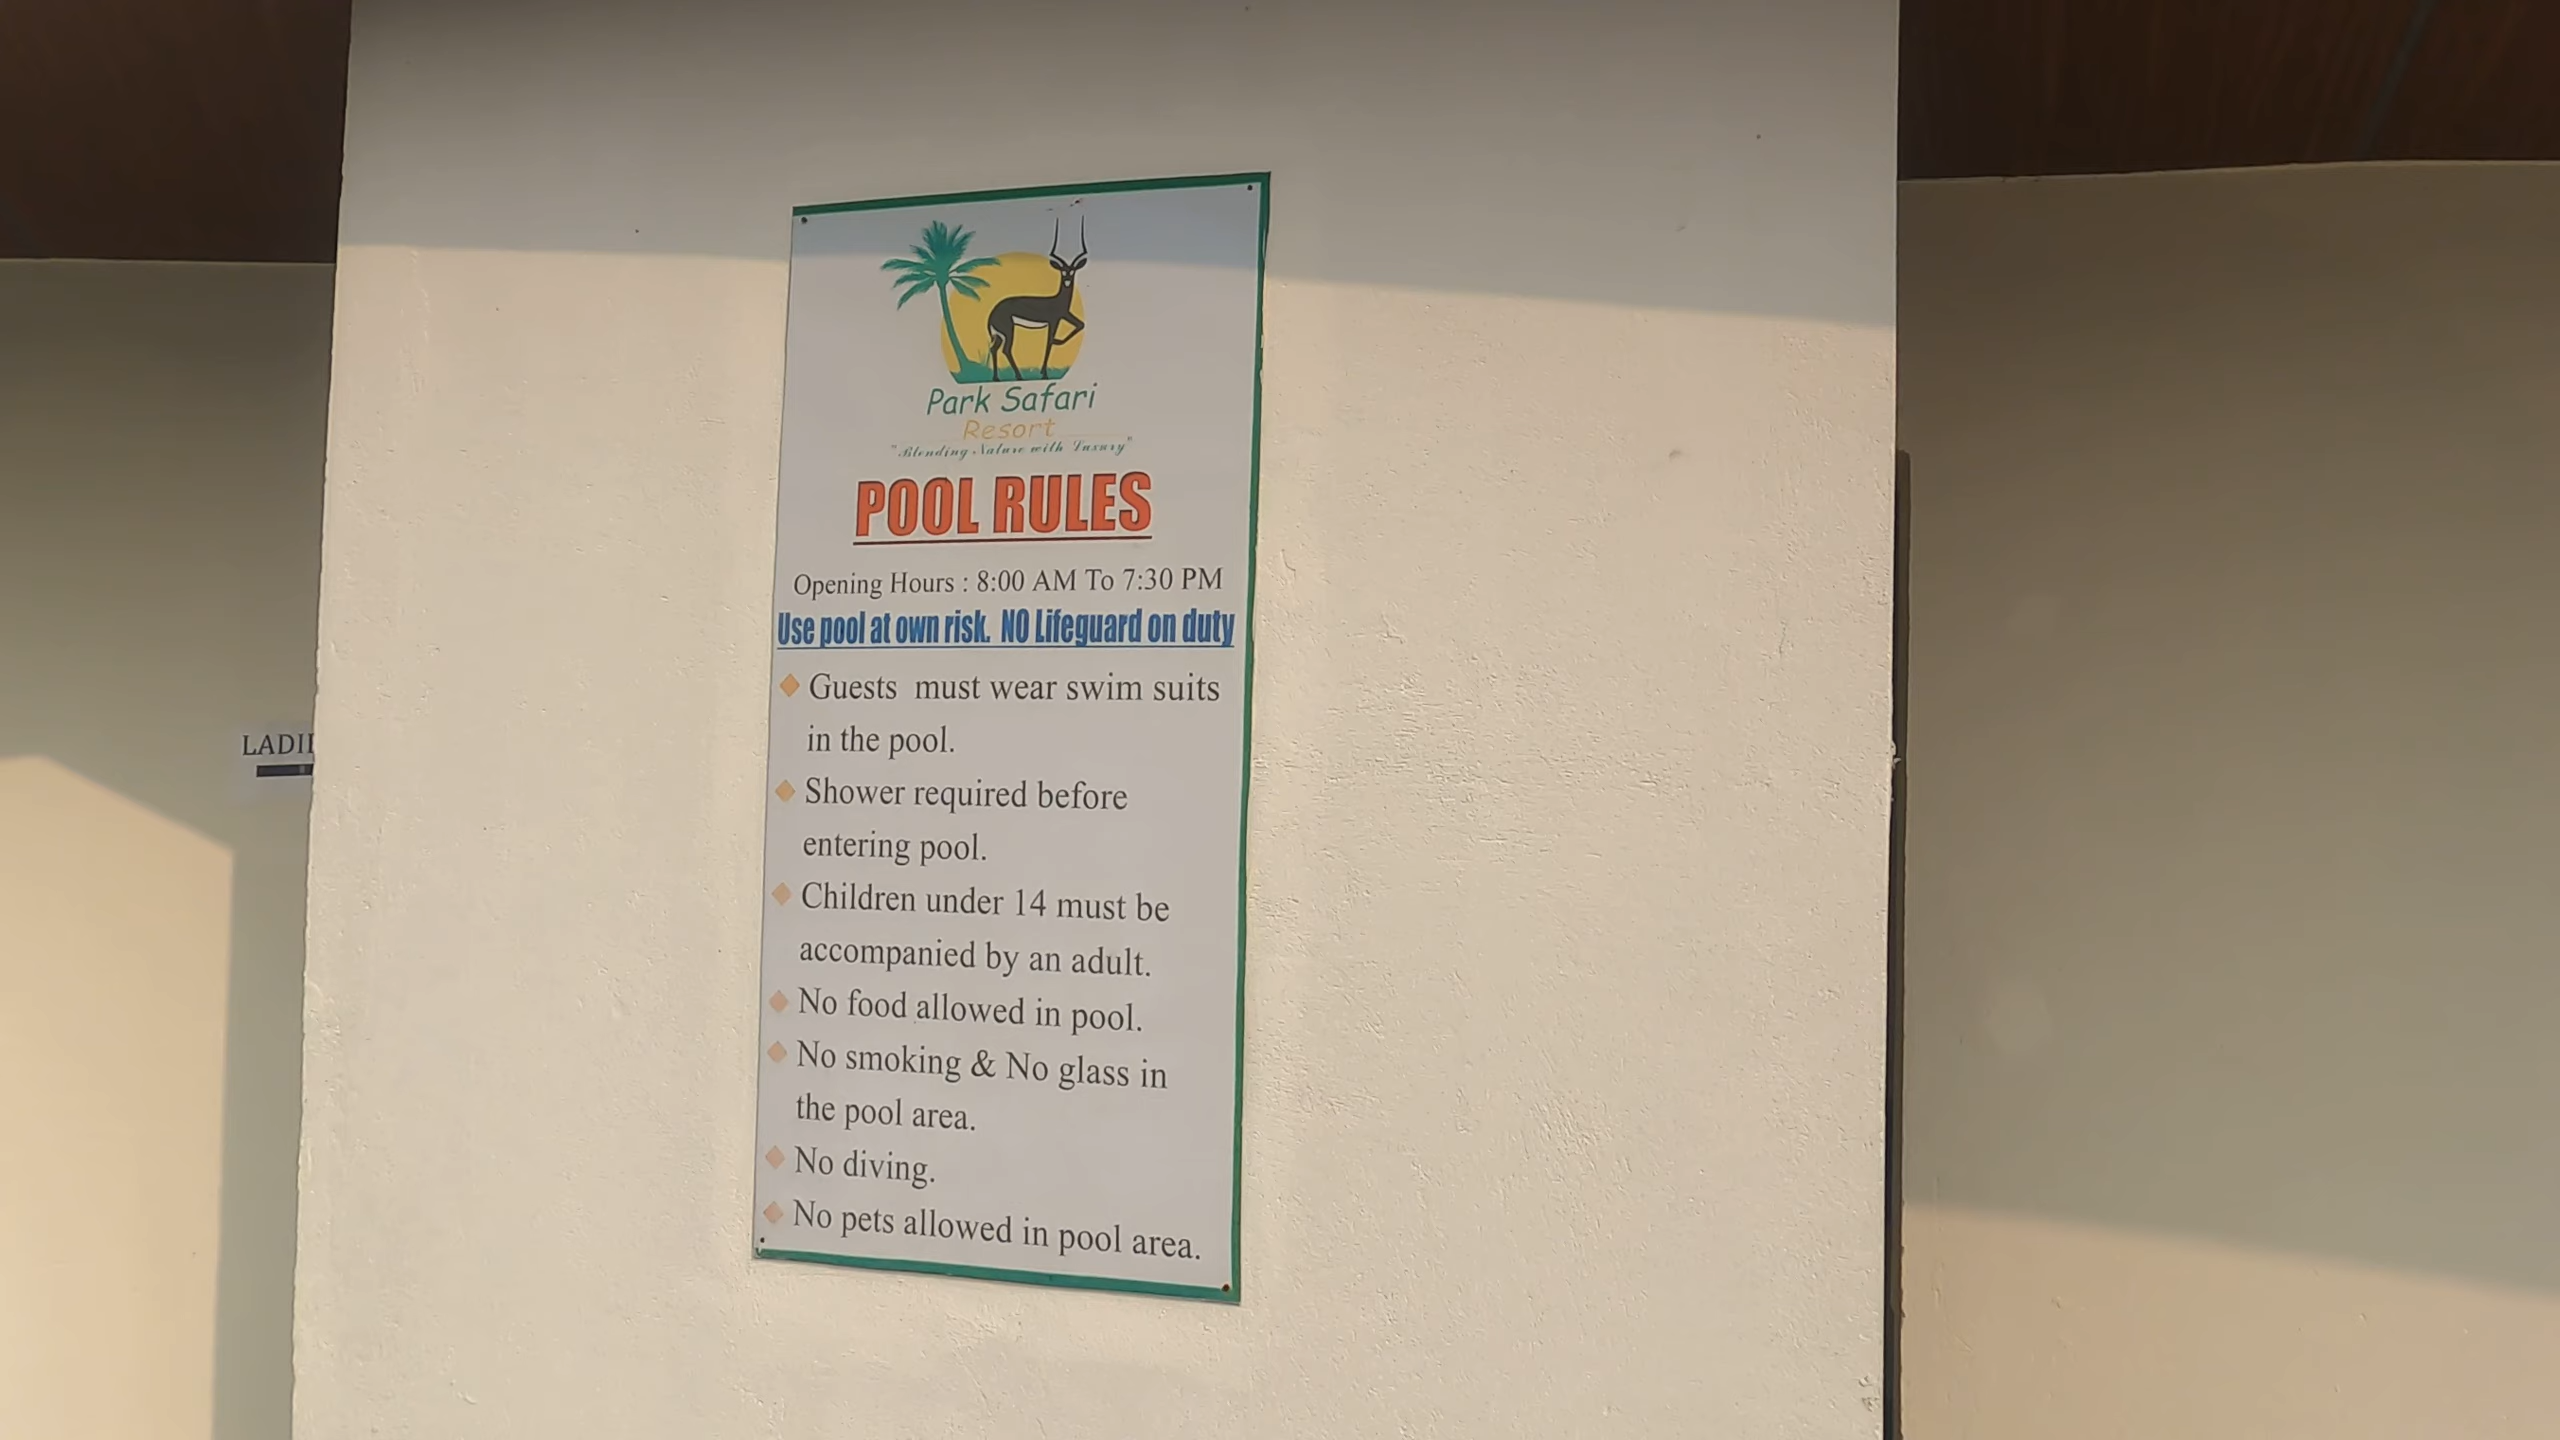 Park Safari
Resort
"Blending Nature with Luxury"
POOL RULES
Opening Hours : 8:00 AM To 7:30 PM
Use pool at own risk. NO Lifeguard on duty
Guests must wear swim suits
in the pool.
Shower required before
entering pool.
Children under 14 must be
accompanied by an adult.
No food allowed in pool.
No smoking & No glass in
the pool area.
No diving.
No pets allowed in pool area.